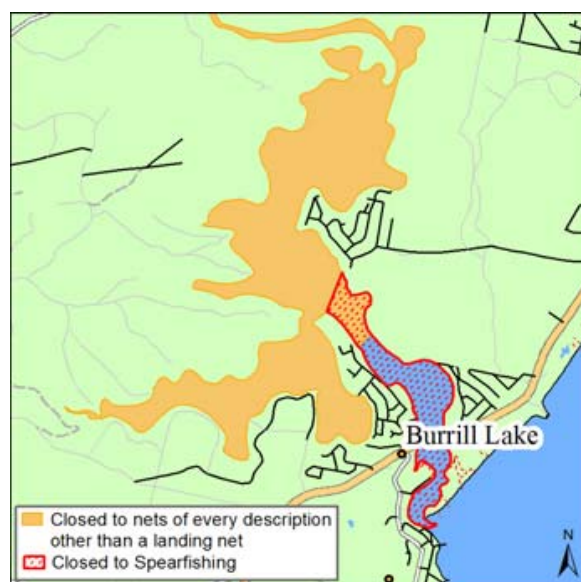 Burrill Lake
Closed to nets of every description
other than a landing net
Closed to Spearfishing
N